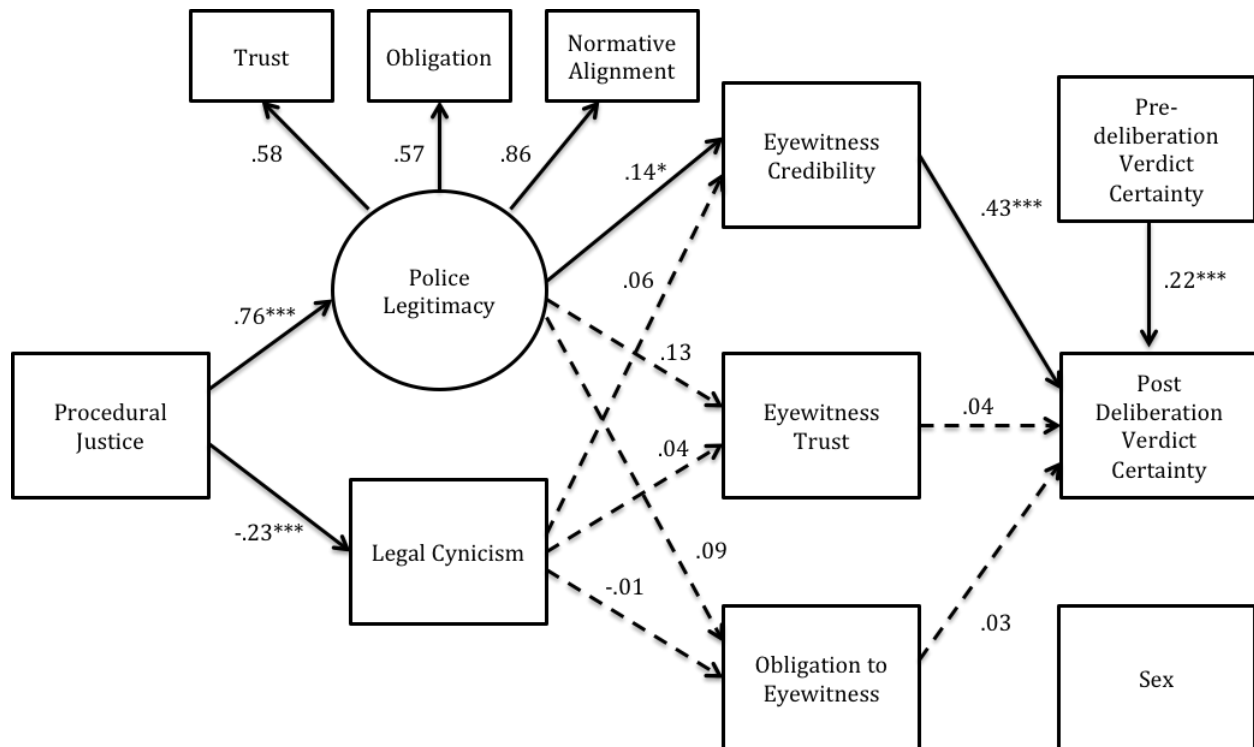 Trust
Obligation
Normative
Alignment
.58
.57
.86
Police
Legitimacy
.76***
Procedural
Justice
-.23***
Legal Cynicism
.14*
.06
.13
.04
.09
-.01
Eyewitness
Credibility
Eyewitness
Trust
Obligation to
Eyewitness
.43***
.04
.03
Pre-
deliberation
Verdict
Certainty
.22***
Post
Deliberation
Verdict
Certainty
Sex